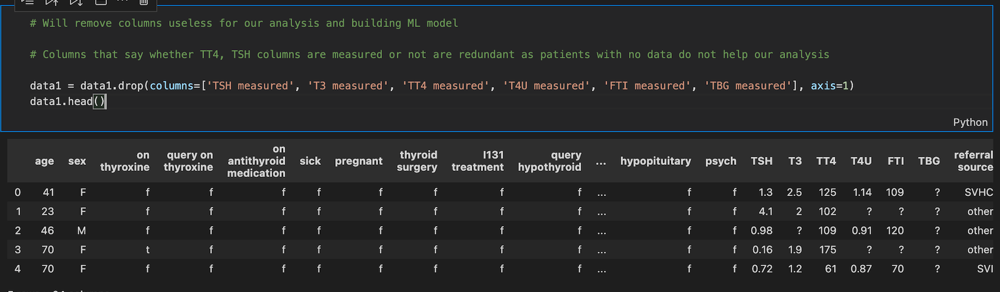 # Will remove columns useless for our analysis and building ML model
# Columns that say whether TT4, TSH columns are measured or not are redundant as patients with no data do not help our analysis
data1 = data1.drop(columns=['TSH measured', 'T3 measured', 'TT4 measured', 'T4U measured', 'FTI measured', 'TBG measured'], axis=1)
data1.head()
Python
age sex on thyroxine query on thyroxine on antithyroid medication sick pregnant thyroid surgery I131 treatment query hypothyroid ... hypopituitary psych TSH T3 TT4 T4U FTI TBG referral source
0 41 F f f f f f f f f ... f f 1.3 2.5 125 1.14 109 ? SVHC
1 23 F f f f f f f f f ... f f 4.1 2 102 ? ? ? other
2 46 M f f f f f f f f ... f f 0.98 ? 109 0.91 120 ? other
3 70 F t f f f f f f f ... f f 0.16 1.9 175 ? ? ? other
4 70 F f f f f f f f f ... f f 0.72 1.2 61 0.87 70 ? SVI